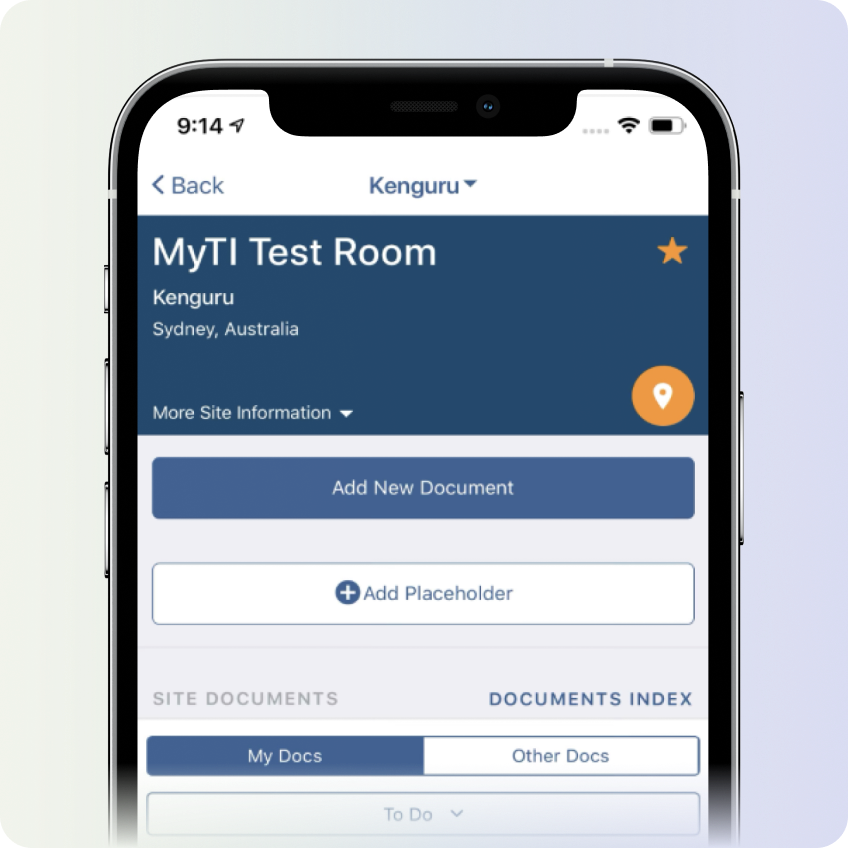 9:14
Back
Kenguru
MyTI Test Room
Kenguru
Sydney, Australia
More Site Information
Add New Document
Add Placeholder
SITE DOCUMENTS
DOCUMENTS INDEX
My Docs
Other Docs
To Do